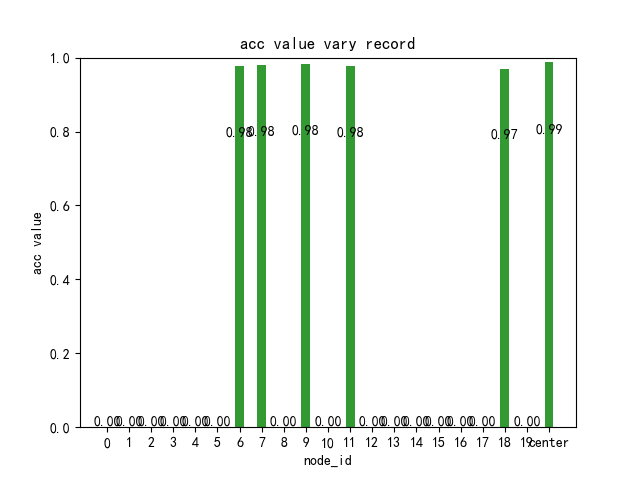 acc value vary record
1.0
0.8
0.6
0.4
0.2
0.0
acc value
0.00 0.00 0.00 0.00 0.00 0.00 0.98 0.98 0.00 0.98 0.00 0.98 0.00 0.00 0.00 0.00 0.00 0.00 0.97 0.00 0.99
0 1 2 3 4 5 6 7 8 9 10 11 12 13 14 15 16 17 18 19 center
node_id